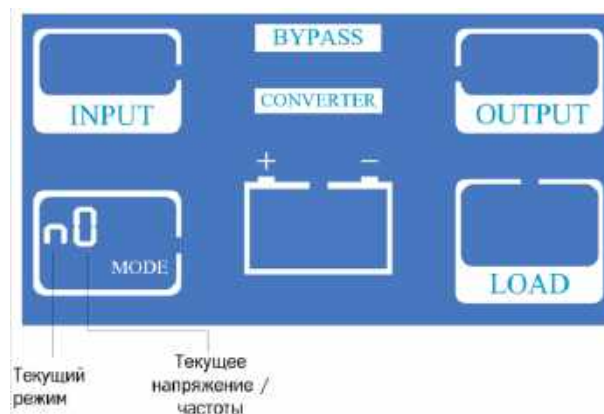 BYPASS
INPUT
CONVERTER
OUTPUT
+ −
n0
MODE
LOAD
Текущий
режим
Текущее
напряжение /
частоты